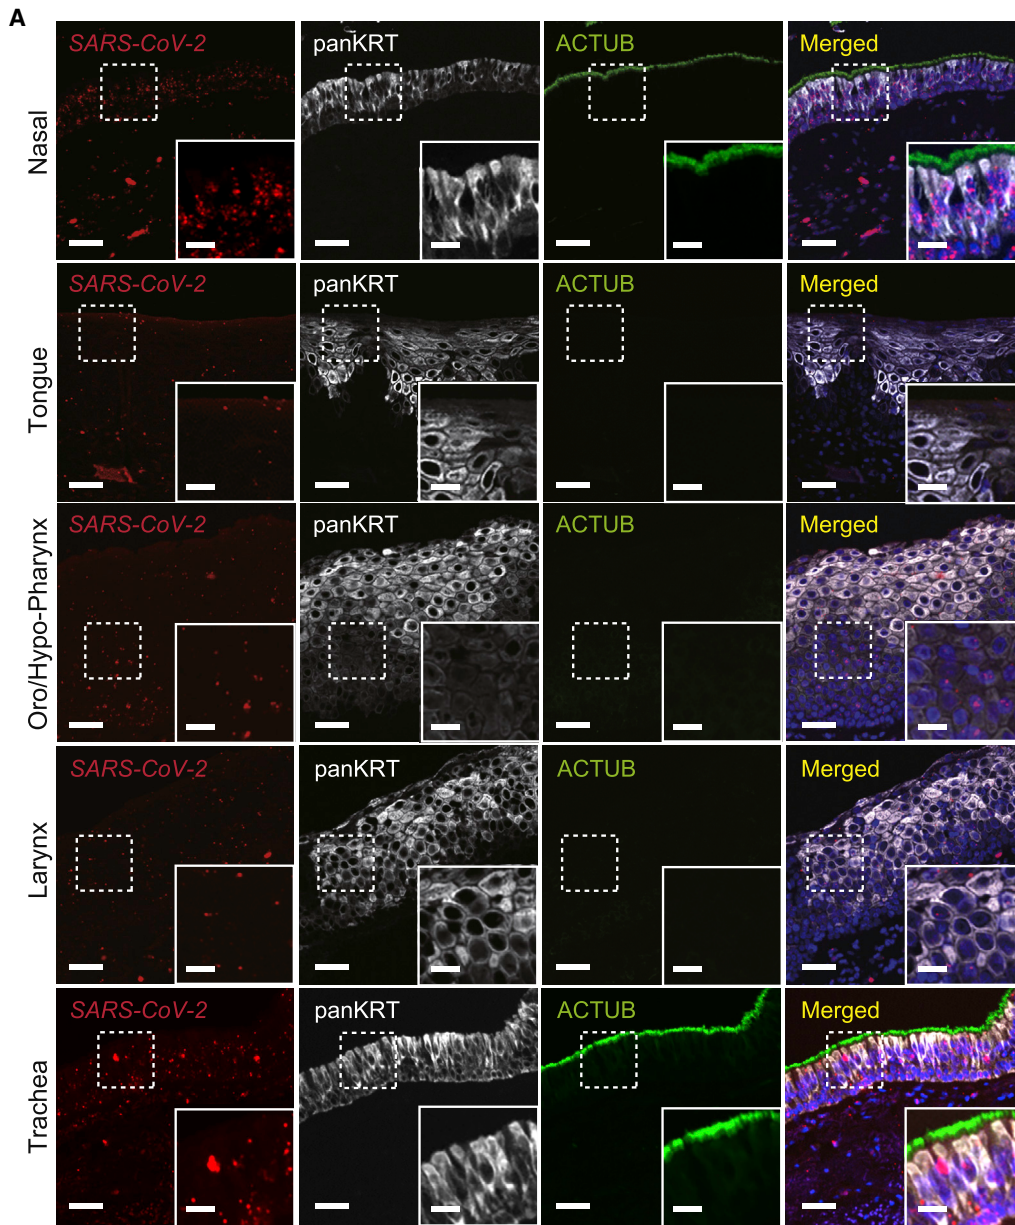 A
SARS-CoV-2 panKRT ACTUB Merged
Nasal
SARS-CoV-2 panKRT ACTUB Merged
Tongue
SARS-CoV-2 panKRT ACTUB Merged
Oro/Hypo-Pharynx
SARS-CoV-2 panKRT ACTUB Merged
Larynx
SARS-CoV-2 panKRT ACTUB Merged
Trachea